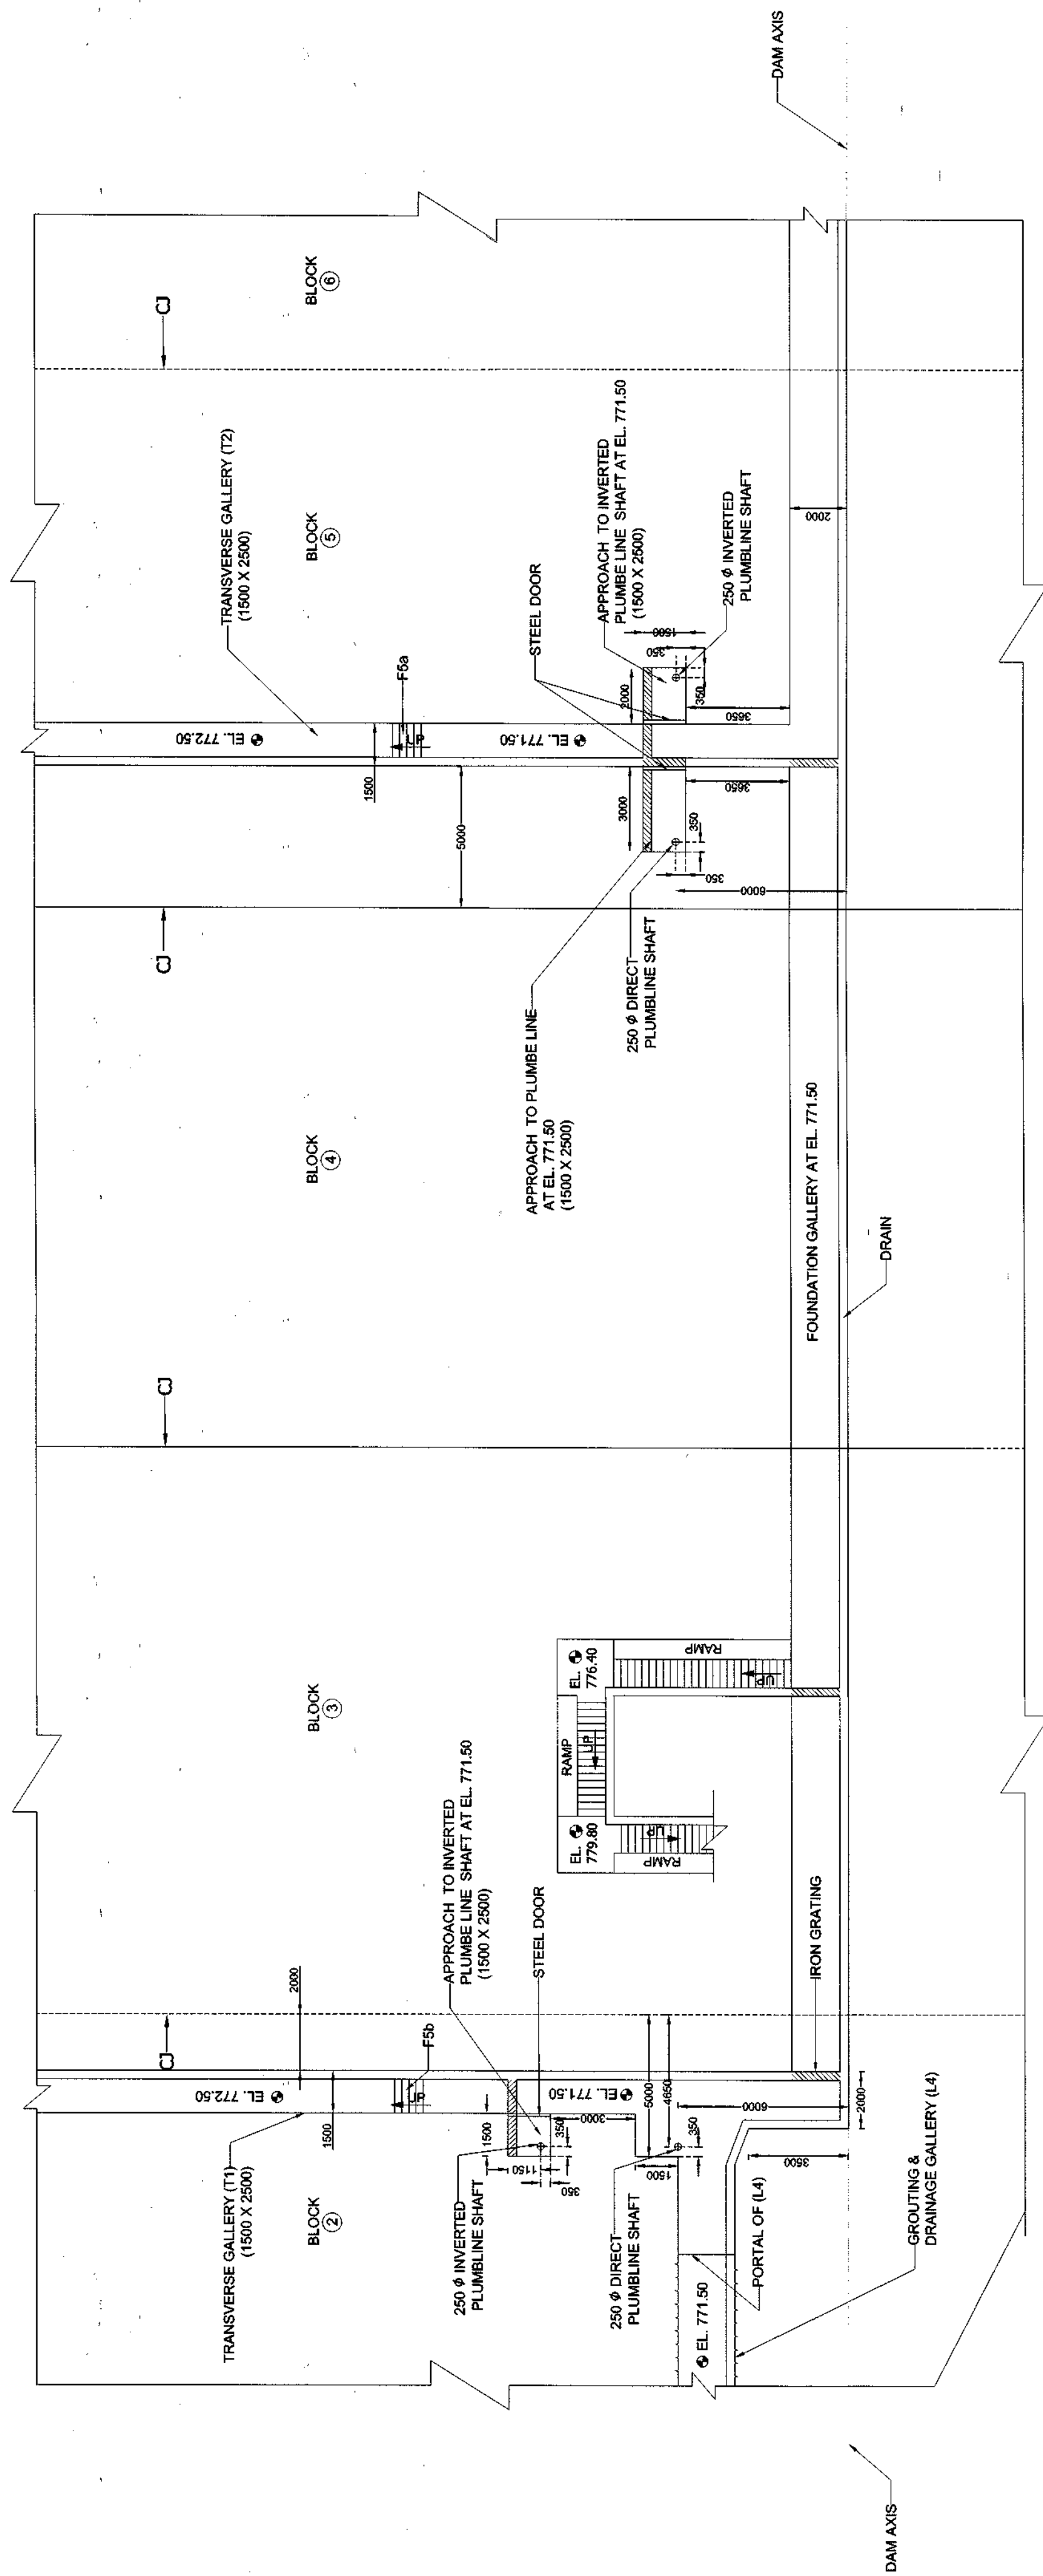 DAM AXIS
CJ
BLOCK
6
TRANSVERSE GALLERY (T2)
(1500 X 2500)
BLOCK
5
STEEL DOOR
APPROACH TO INVERTED
PLUMBE LINE SHAFT AT EL. 771.50
(1500 X 2500)
250 Φ INVERTED
PLUMBLINE SHAFT
2000
F5a
EL. 772.50
UP
EL. 771.50
2000
1500
350
350
3650
1500
5000
3000
3650
350
350
6000
CJ
250 Φ DIRECT
PLUMBLINE SHAFT
APPROACH TO PLUMBE LINE
AT EL. 771.50
(1500 X 2500)
BLOCK
4
FOUNDATION GALLERY AT EL. 771.50
DRAIN
CJ
BLOCK
3
EL.
776.40
RAMP
UP
RAMP
UP
EL.
779.80
RAMP
UP
APPROACH TO INVERTED
PLUMBE LINE SHAFT AT EL. 771.50
(1500 X 2500)
STEEL DOOR
IRON GRATING
2000
CJ
F5b
EL. 772.50
UP
EL. 771.50
1500
1500
350
1150
350
3000
1500
5000
4650
350
6000
2000
3500
TRANSVERSE GALLERY (T1)
(1500 X 2500)
BLOCK
2
250 Φ INVERTED
PLUMBLINE SHAFT
250 Φ DIRECT
PLUMBLINE SHAFT
EL. 771.50
PORTAL OF (L4)
GROUTING &
DRAINAGE GALLERY (L4)
DAM AXIS